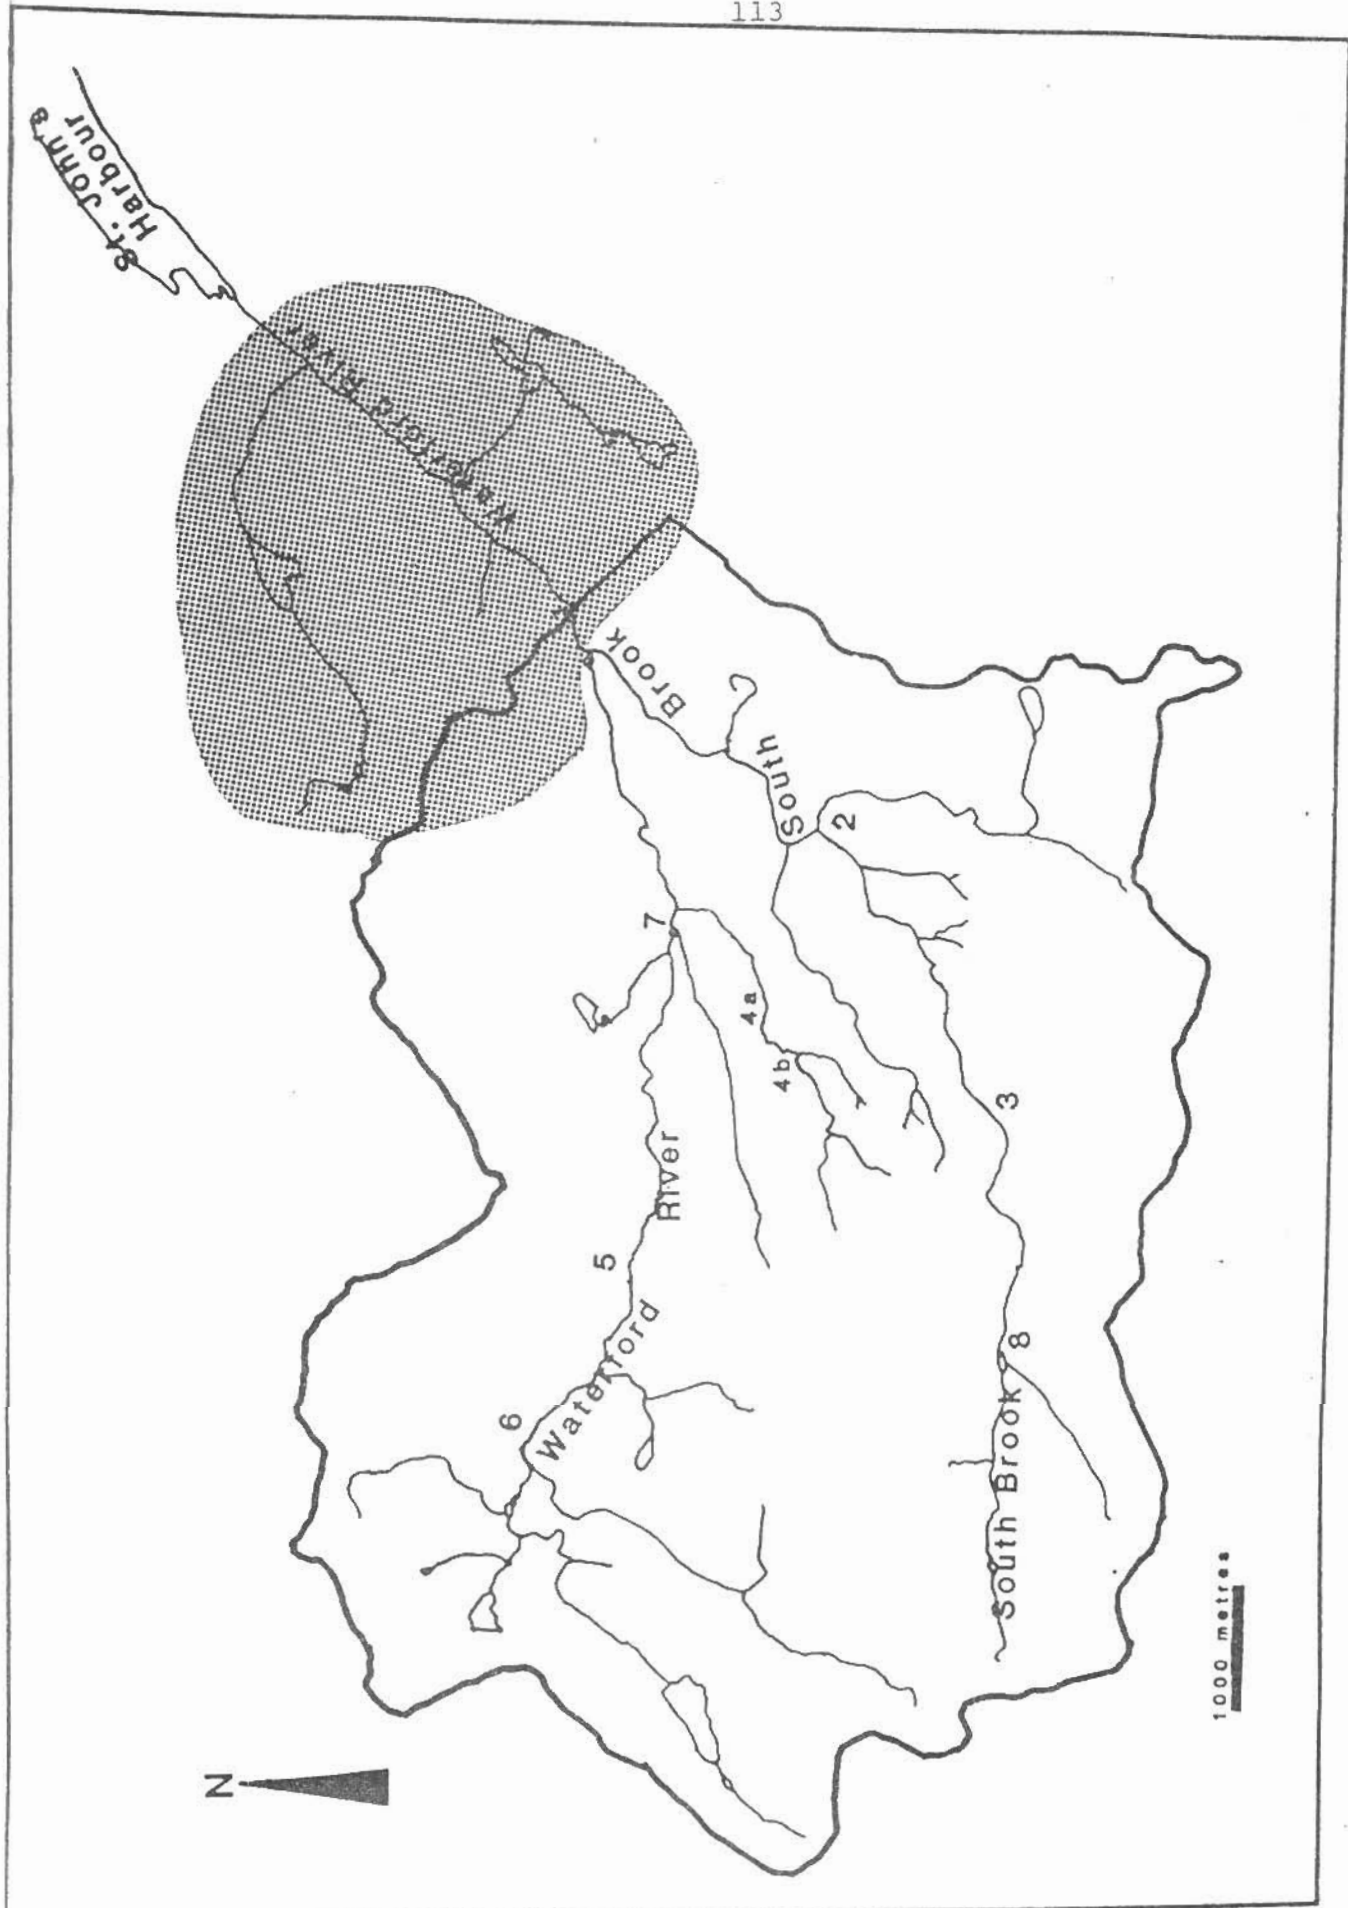 113
St. John's
Harbour
Waterford River
South Brook
2
7
4a
4b
3
River
5
Waterford
6
8
South Brook
N
1000 metres